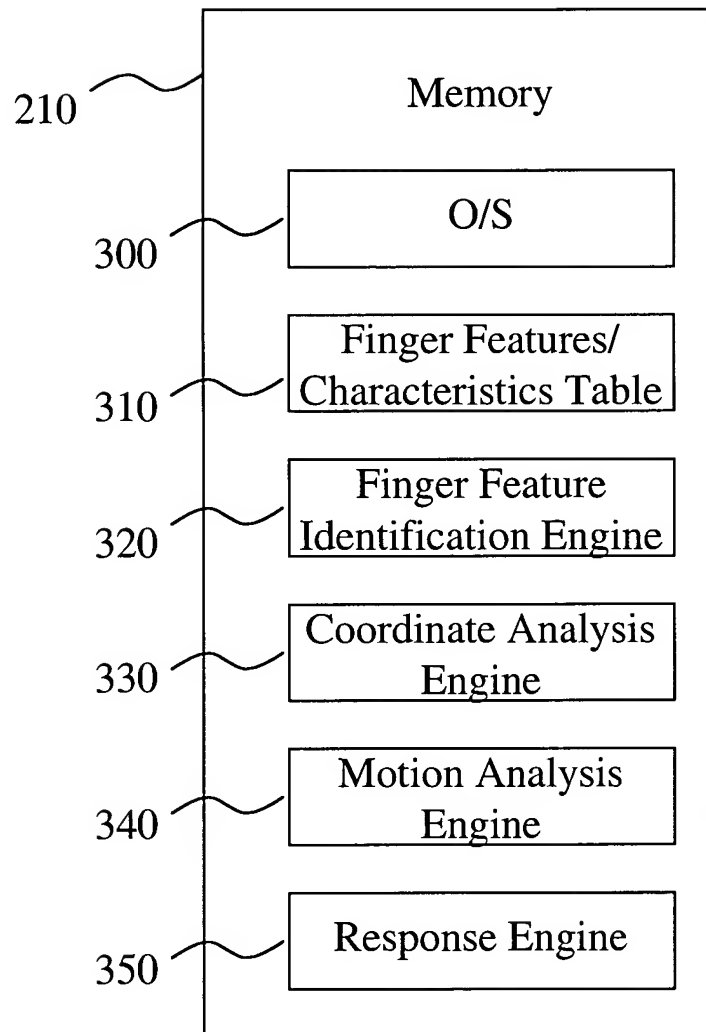 210
Memory
300
O/S
310
Finger Features/
Characteristics Table
320
Finger Feature
Identification Engine
330
Coordinate Analysis
Engine
340
Motion Analysis
Engine
350
Response Engine